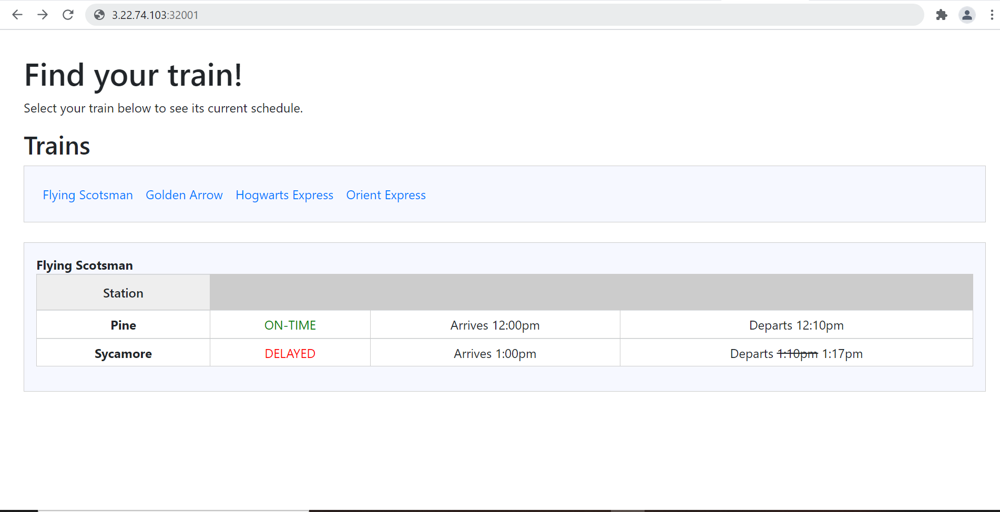 3.22.74.103:32001
Find your train!
Select your train below to see its current schedule.
Trains
Flying Scotsman Golden Arrow Hogwarts Express Orient Express
Flying Scotsman
Station
Pine ON-TIME Arrives 12:00pm Departs 12:10pm
Sycamore DELAYED Arrives 1:00pm Departs 1:10pm 1:17pm